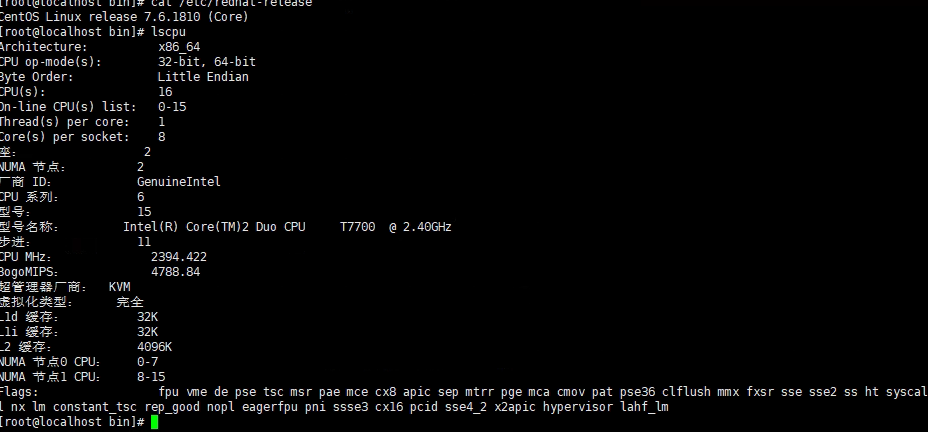 [root@localhost bin]# cat /etc/redhat-release
CentOS Linux release 7.6.1810 (Core)
[root@localhost bin]# lscpu
Architecture:          x86_64
CPU op-mode(s):        32-bit, 64-bit
Byte Order:            Little Endian
CPU(s):                16
On-line CPU(s) list:   0-15
Thread(s) per core:    1
Core(s) per socket:    8
座：                 2
NUMA 节点：         2
厂商 ID：           GenuineIntel
CPU 系列：          6
型号：              15
型号名称：        Intel(R) Core(TM)2 Duo CPU     T7700  @ 2.40GHz
步进：              11
CPU MHz：             2394.422
BogoMIPS：            4788.84
超管理器厂商：  KVM
虚拟化类型：     完全
L1d 缓存：          32K
L1i 缓存：          32K
L2 缓存：           4096K
NUMA 节点0 CPU：    0-7
NUMA 节点1 CPU：    8-15
Flags:                 fpu vme de pse tsc msr pae mce cx8 apic sep mtrr pge mca cmov pat pse36 clflush mmx fxsr sse sse2 ss ht syscal
l nx lm constant_tsc rep_good nopl eagerfpu pni ssse3 cx16 pcid sse4_2 x2apic hypervisor lahf_lm
[root@localhost bin]#